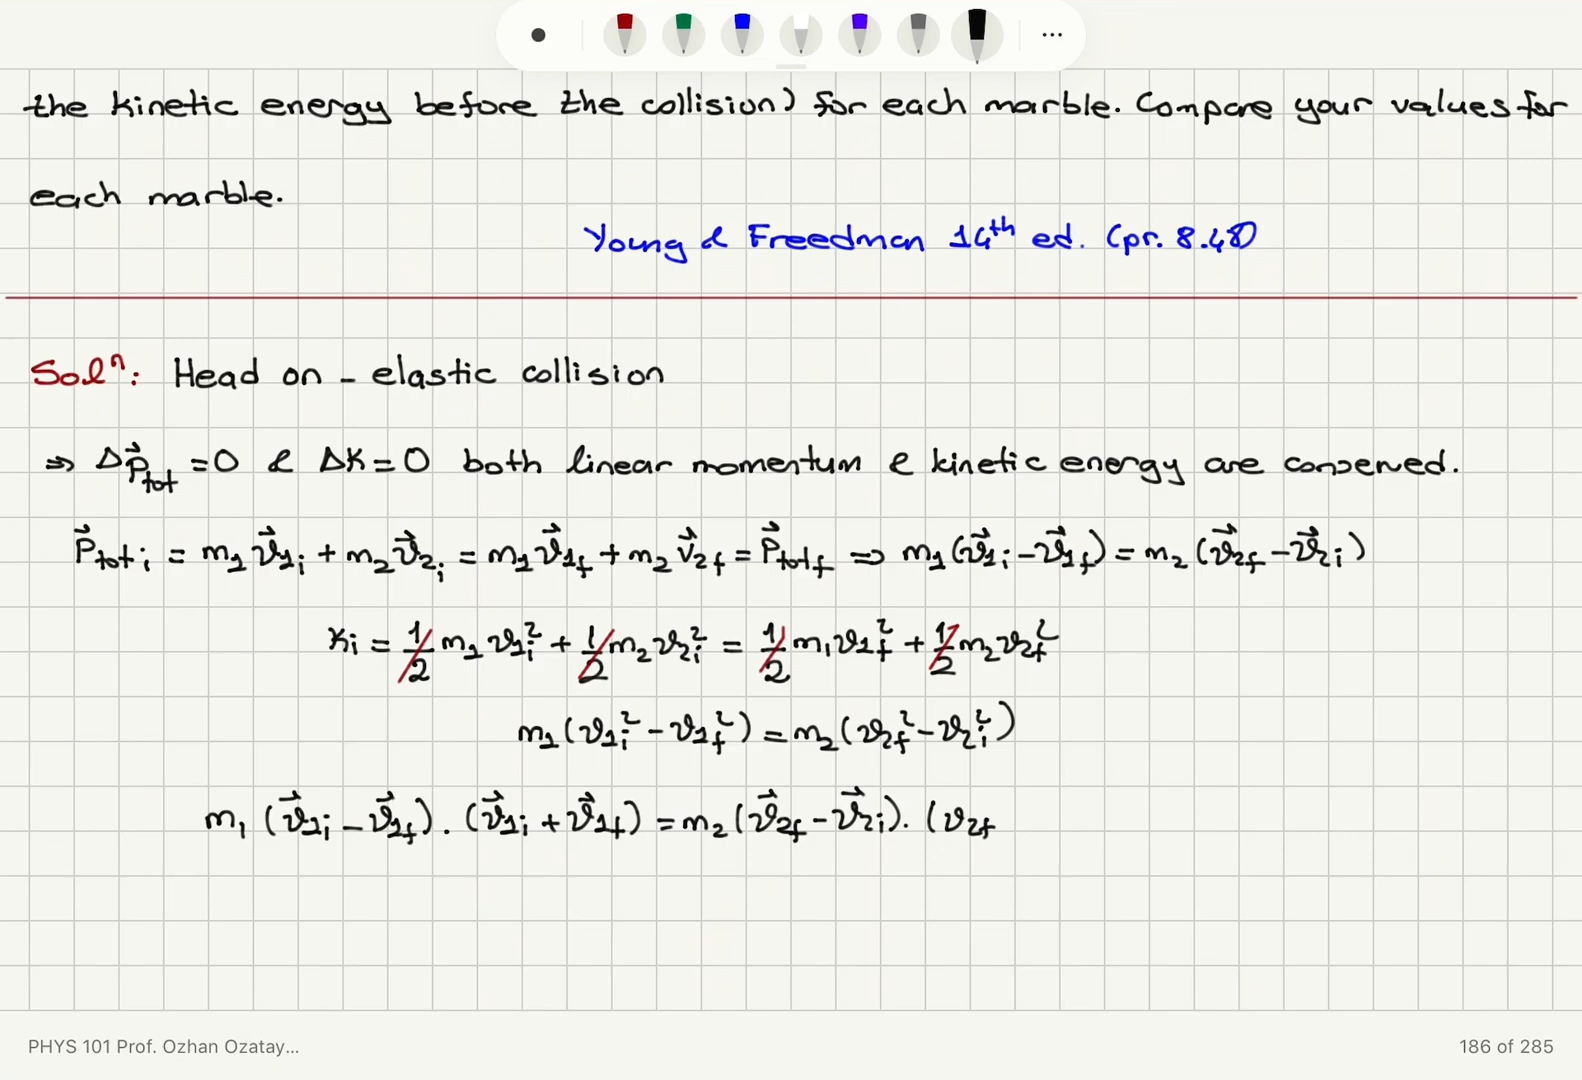 the kinetic energy before the collision) for each marble. Compare your values for
each marble.
Young & Freedman 14th ed. (pr. 8.48)
Solⁿ: Head on - elastic collision
⇒ ΔP⃗tot = 0 & ΔK = 0 both linear momentum & kinetic energy are conserved.
P⃗tot i = m₁v⃗₁i + m₂v⃗₂i = m₁v⃗₁f + m₂v⃗₂f = P⃗tot f ⇒ m₁(v⃗₁i - v⃗₁f) = m₂(v⃗₂f - v⃗₂i)
Ki = 1/2 m₁v₁i² + 1/2 m₂v₂i² = 1/2 m₁v₁f² + 1/2 m₂v₂f²
m₁(v₁i² - v₁f²) = m₂(v₂f² - v₂i²)
m₁(v⃗₁i - v⃗₁f).(v⃗₁i + v⃗₁f) = m₂(v⃗₂f - v⃗₂i).(v₂f
PHYS 101 Prof. Ozhan Ozatay...
186 of 285